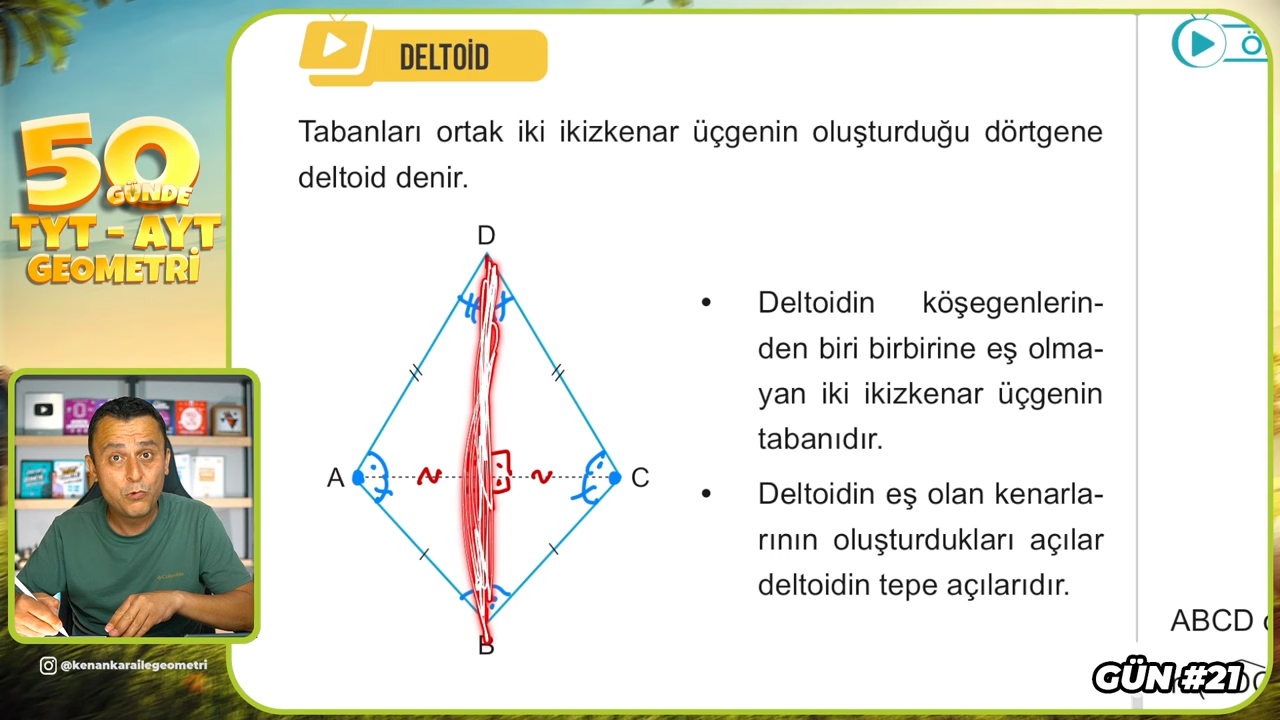 DELTOİD
Ö
Tabanları ortak iki ikizkenar üçgenin oluşturduğu dörtgene
deltoid denir.
50
GÜNDE
TYT - AYT
GEOMETRİ
D
A
C
B
• Deltoidin köşegenlerin-
den biri birbirine eş olma-
yan iki ikizkenar üçgenin
tabanıdır.
• Deltoidin eş olan kenarla-
rının oluşturdukları açılar
deltoidin tepe açılarıdır.
ABCD
@kenankarailegeometri
GÜN #21